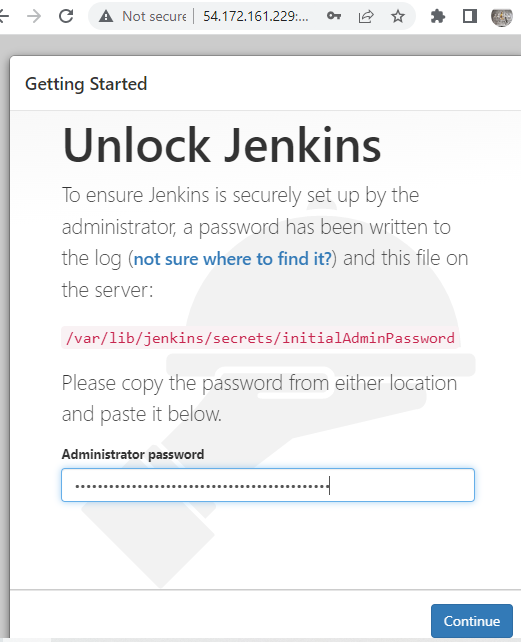 Not secure
54.172.161.229:...
Getting Started
Unlock Jenkins
To ensure Jenkins is securely set up by the
administrator, a password has been written to
the log (not sure where to find it?) and this file on
the server:
/var/lib/jenkins/secrets/initialAdminPassword
Please copy the password from either location
and paste it below.
Administrator password
Continue